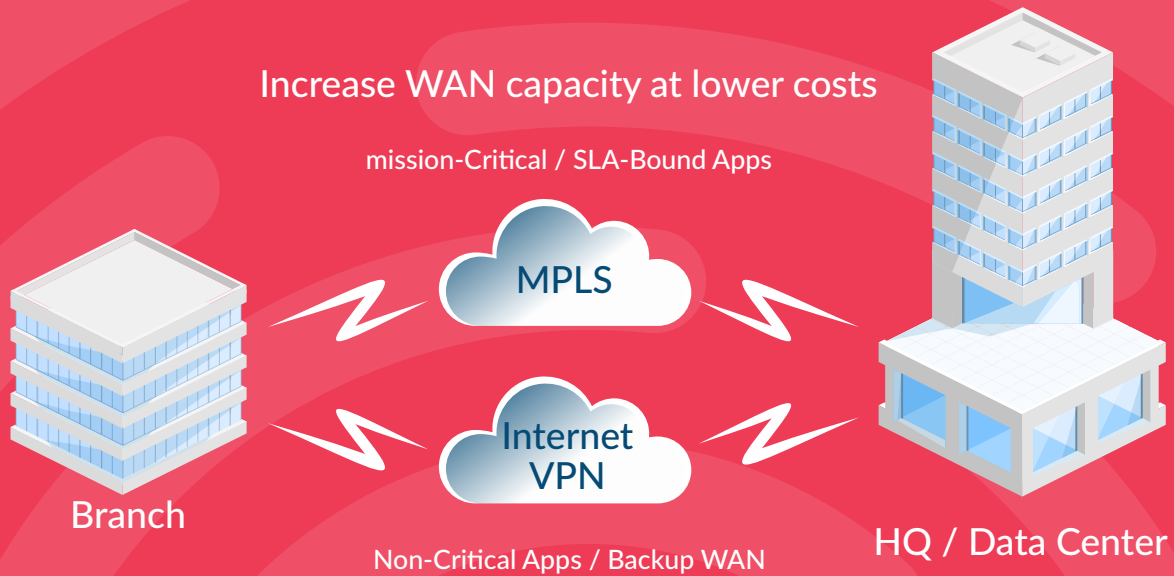 Increase WAN capacity at lower costs
mission-Critical / SLA-Bound Apps
MPLS
Internet
VPN
Branch
HQ / Data Center
Non-Critical Apps / Backup WAN